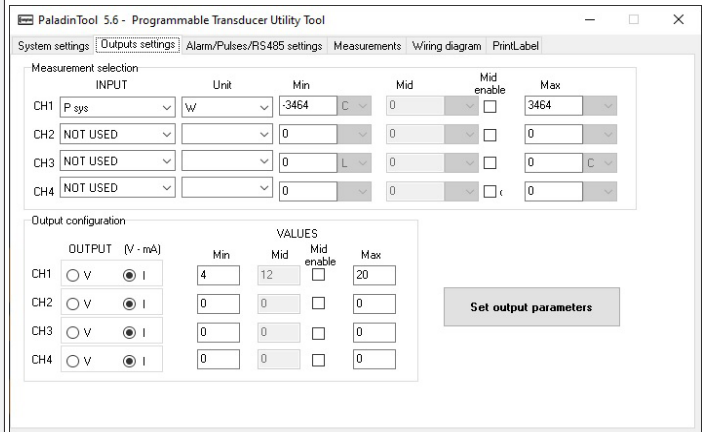 PaladinTool 5.6 - Programmable Transducer Utility Tool
System settings Outputs settings Alarm/Pulses/RS485 settings Measurements Wiring diagram PrintLabel
Measurement selection
INPUT Unit Min Mid Mid enable Max
CH1 P sys W -3464 C 0 3464
CH2 NOT USED 0 0 0
CH3 NOT USED 0 L 0 0 C
CH4 NOT USED 0 0 0
Output configuration
VALUES
OUTPUT (V - mA) Min Mid Mid enable Max
CH1 V I 4 12 20
CH2 V I 0 0 0
Set output parameters
CH3 V I 0 0 0
CH4 V I 0 0 0